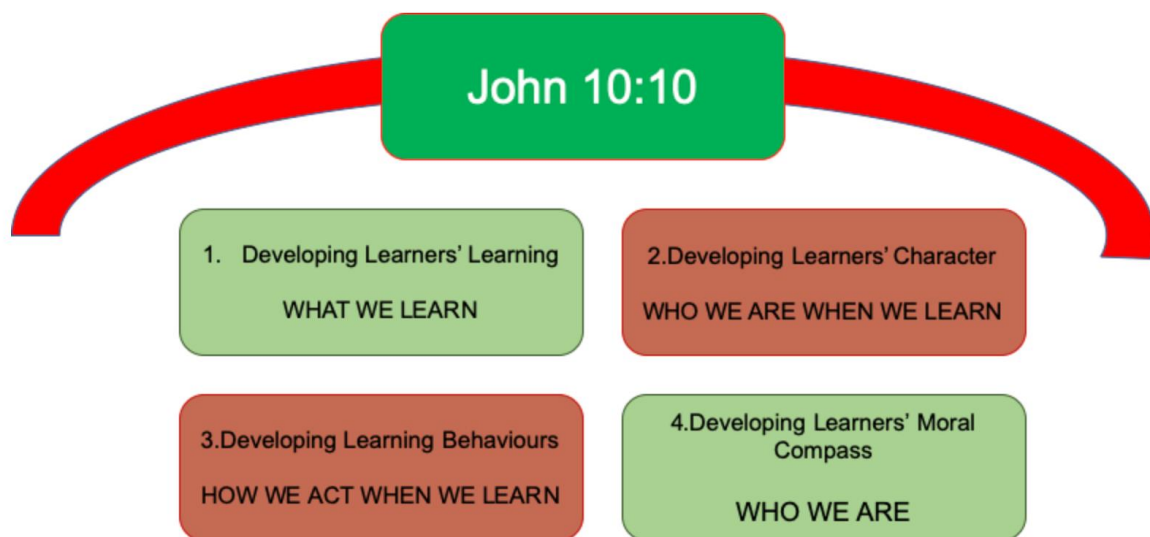 John 10:10
1. Developing Learners' Learning
WHAT WE LEARN
2.Developing Learners' Character
WHO WE ARE WHEN WE LEARN
3.Developing Learning Behaviours
HOW WE ACT WHEN WE LEARN
4.Developing Learners' Moral
Compass
WHO WE ARE